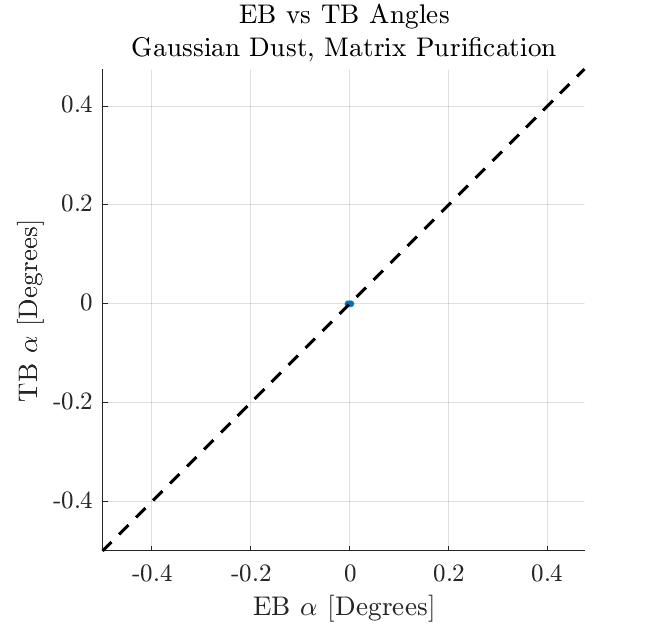 EB vs TB Angles
Gaussian Dust, Matrix Purification
0.4
0.2
0
-0.2
-0.4
TB α [Degrees]
-0.4 -0.2 0 0.2 0.4
EB α [Degrees]